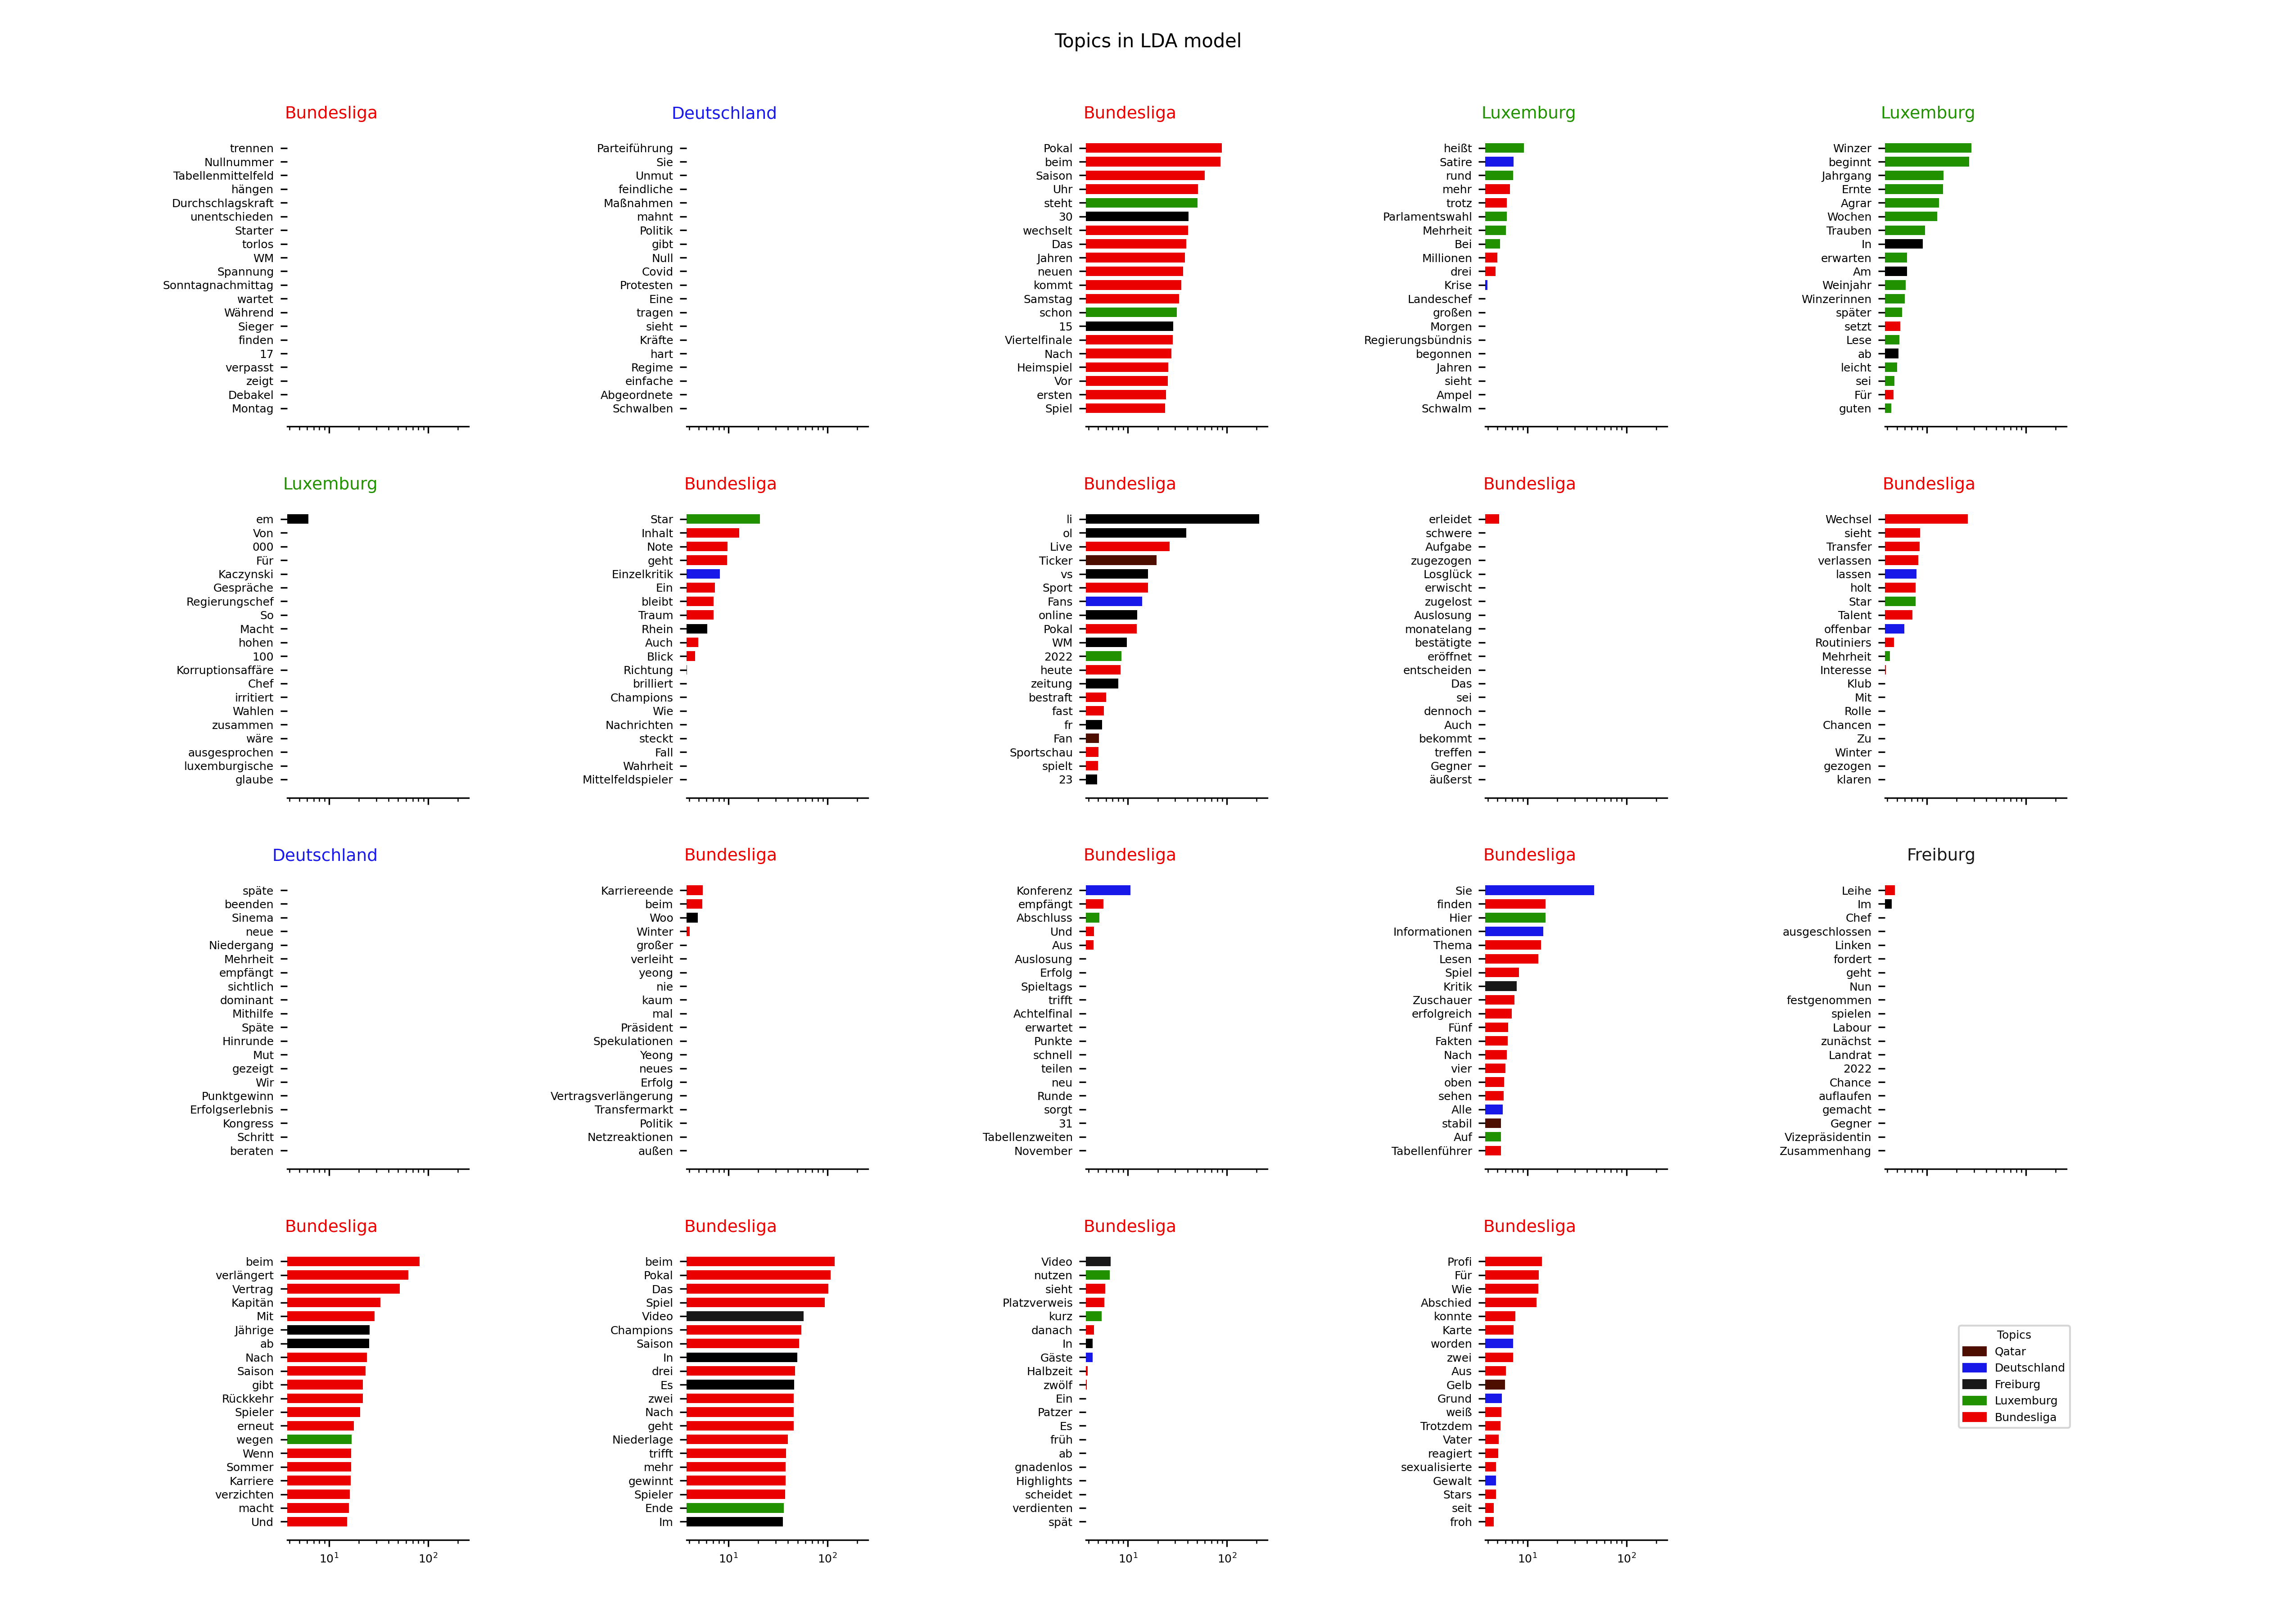 Topics in LDA model
Bundesliga
trennen
Nullnummer
Tabellenmittelfeld
hängen
Durchschlagskraft
unentschieden
Starter
torlos
WM
Spannung
Sonntagnachmittag
wartet
Während
Sieger
finden
17
verpasst
zeigt
Debakel
Montag
Deutschland
Parteiführung
Sie
Unmut
feindliche
Maßnahmen
mahnt
Politik
gibt
Null
Covid
Protesten
Eine
tragen
sieht
Kräfte
hart
Regime
einfache
Abgeordnete
Schwalben
Bundesliga
Pokal
beim
Saison
Uhr
steht
30
wechselt
Das
Jahren
neuen
kommt
Samstag
schon
15
Viertelfinale
Nach
Heimspiel
Vor
ersten
Spiel
Luxemburg
heißt
Satire
rund
mehr
trotz
Parlamentswahl
Mehrheit
Bei
Millionen
drei
Krise
Landeschef
großen
Morgen
Regierungsbündnis
begonnen
Jahren
sieht
Ampel
Schwalm
Luxemburg
Winzer
beginnt
Jahrgang
Ernte
Agrar
Wochen
Trauben
In
erwarten
Am
Weinjahr
Winzerinnen
später
setzt
Lese
ab
leicht
sei
Für
guten
Luxemburg
em
Von
000
Für
Kaczynski
Gespräche
Regierungschef
So
Macht
hohen
100
Korruptionsaffäre
Chef
irritiert
Wahlen
zusammen
wäre
ausgesprochen
luxemburgische
glaube
Bundesliga
Star
Inhalt
Note
geht
Einzelkritik
Ein
bleibt
Traum
Rhein
Auch
Blick
Richtung
brilliert
Champions
Wie
Nachrichten
steckt
Fall
Wahrheit
Mittelfeldspieler
Bundesliga
li
ol
Live
Ticker
vs
Sport
Fans
online
Pokal
WM
2022
heute
zeitung
bestraft
fast
fr
Fan
Sportschau
spielt
23
Bundesliga
erleidet
schwere
Aufgabe
zugezogen
Losglück
erwischt
zugelost
Auslosung
monatelang
bestätigte
eröffnet
entscheiden
Das
sei
dennoch
Auch
bekommt
treffen
Gegner
äußerst
Bundesliga
Wechsel
sieht
Transfer
verlassen
lassen
holt
Star
Talent
offenbar
Routiniers
Mehrheit
Interesse
Klub
Mit
Rolle
Chancen
Zu
Winter
gezogen
klaren
Deutschland
späte
beenden
Sinema
neue
Niedergang
Mehrheit
empfängt
sichtlich
dominant
Mithilfe
Späte
Hinrunde
Mut
gezeigt
Wir
Punktgewinn
Erfolgserlebnis
Kongress
Schritt
beraten
Bundesliga
Karriereende
beim
Woo
Winter
großer
verleiht
yeong
nie
kaum
mal
Präsident
Spekulationen
Yeong
neues
Erfolg
Vertragsverlängerung
Transfermarkt
Politik
Netzreaktionen
außen
Bundesliga
Konferenz
empfängt
Abschluss
Und
Aus
Auslosung
Erfolg
Spieltags
trifft
Achtelfinal
erwartet
Punkte
schnell
teilen
neu
Runde
sorgt
31
Tabellenzweiten
November
Bundesliga
Sie
finden
Hier
Informationen
Thema
Lesen
Spiel
Kritik
Zuschauer
erfolgreich
Fünf
Fakten
Nach
vier
oben
sehen
Alle
stabil
Auf
Tabellenführer
Freiburg
Leihe
Im
Chef
ausgeschlossen
Linken
fordert
geht
Nun
festgenommen
spielen
Labour
zunächst
Landrat
2022
Chance
auflaufen
gemacht
Gegner
Vizepräsidentin
Zusammenhang
Bundesliga
beim
verlängert
Vertrag
Kapitän
Mit
Jährige
ab
Nach
Saison
gibt
Rückkehr
Spieler
erneut
wegen
Wenn
Sommer
Karriere
verzichten
macht
Und
10¹ 10²
Bundesliga
beim
Pokal
Das
Spiel
Video
Champions
Saison
In
drei
Es
zwei
Nach
geht
Niederlage
trifft
mehr
gewinnt
Spieler
Ende
Im
10¹ 10²
Bundesliga
Video
nutzen
sieht
Platzverweis
kurz
danach
In
Gäste
Halbzeit
zwölf
Ein
Patzer
Es
früh
ab
gnadenlos
Highlights
scheidet
verdienten
spät
10¹ 10²
Bundesliga
Profi
Für
Wie
Abschied
konnte
Karte
worden
zwei
Aus
Gelb
Grund
weiß
Trotzdem
Vater
reagiert
sexualisierte
Gewalt
Stars
seit
froh
10¹ 10²
Topics
Qatar
Deutschland
Freiburg
Luxemburg
Bundesliga